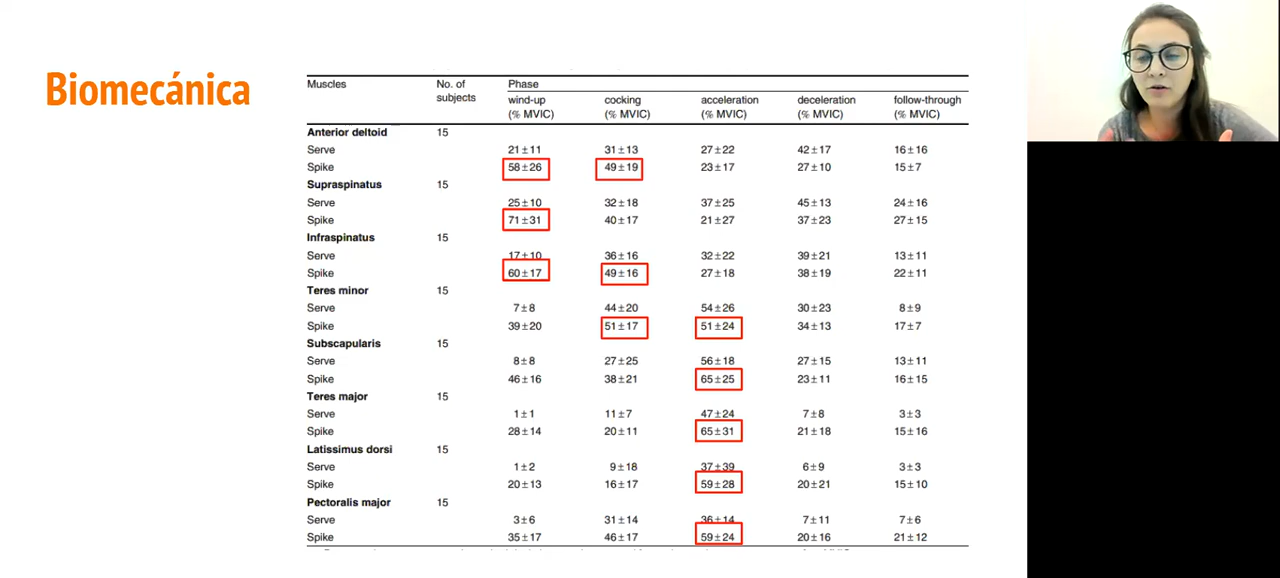 Biomecánica
Muscles No. of subjects Phase
wind-up (% MVIC) cocking (% MVIC) acceleration (% MVIC) deceleration (% MVIC) follow-through (% MVIC)
Anterior deltoid 15
Serve 21±11 31±13 27±22 42±17 16±16
Spike 58±26 49±19 23±17 27±10 15±7
Supraspinatus 15
Serve 25±10 32±18 37±25 45±13 24±16
Spike 71±31 40±17 21±27 37±23 27±15
Infraspinatus 15
Serve 17±10 36±16 32±22 39±21 13±11
Spike 60±17 49±16 27±18 38±19 22±11
Teres minor 15
Serve 7±8 44±20 54±26 30±23 8±9
Spike 39±20 51±17 51±24 34±13 17±7
Subscapularis 15
Serve 8±8 27±25 56±18 27±15 13±11
Spike 46±16 38±21 65±25 23±11 16±15
Teres major 15
Serve 1±1 11±7 47±24 7±8 3±3
Spike 28±14 20±11 65±31 21±18 15±16
Latissimus dorsi 15
Serve 1±2 9±18 37±39 6±9 3±3
Spike 20±13 16±17 59±28 20±21 15±10
Pectoralis major 15
Serve 3±6 31±14 36±14 7±11 7±6
Spike 35±17 46±17 59±24 20±16 21±12